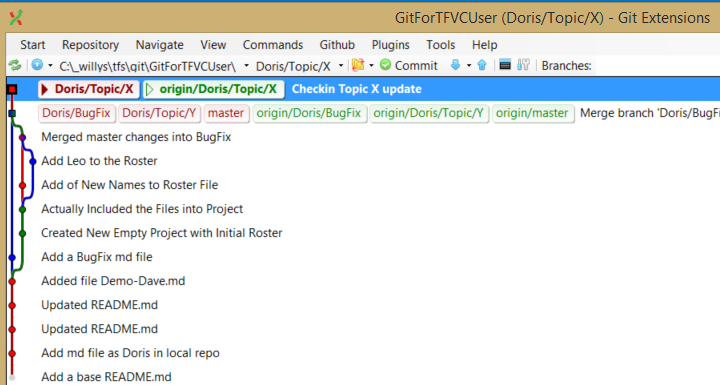 GitForTFVCUser (Doris/Topic/X) - Git Extensions
Start Repository Navigate View Commands Github Plugins Tools Help
C:\_willys\tfs\git\GitForTFVCUser\ Doris/Topic/X Commit Branches:
Doris/Topic/X origin/Doris/Topic/X Checkin Topic X update
Doris/BugFix Doris/Topic/Y master origin/Doris/BugFix origin/Doris/Topic/Y origin/master Merge branch 'Doris/BugFi
Merged master changes into BugFix
Add Leo to the Roster
Add of New Names to Roster File
Actually Included the Files into Project
Created New Empty Project with Initial Roster
Add a BugFix md file
Added file Demo-Dave.md
Updated README.md
Updated README.md
Add md file as Doris in local repo
Add a base README.md